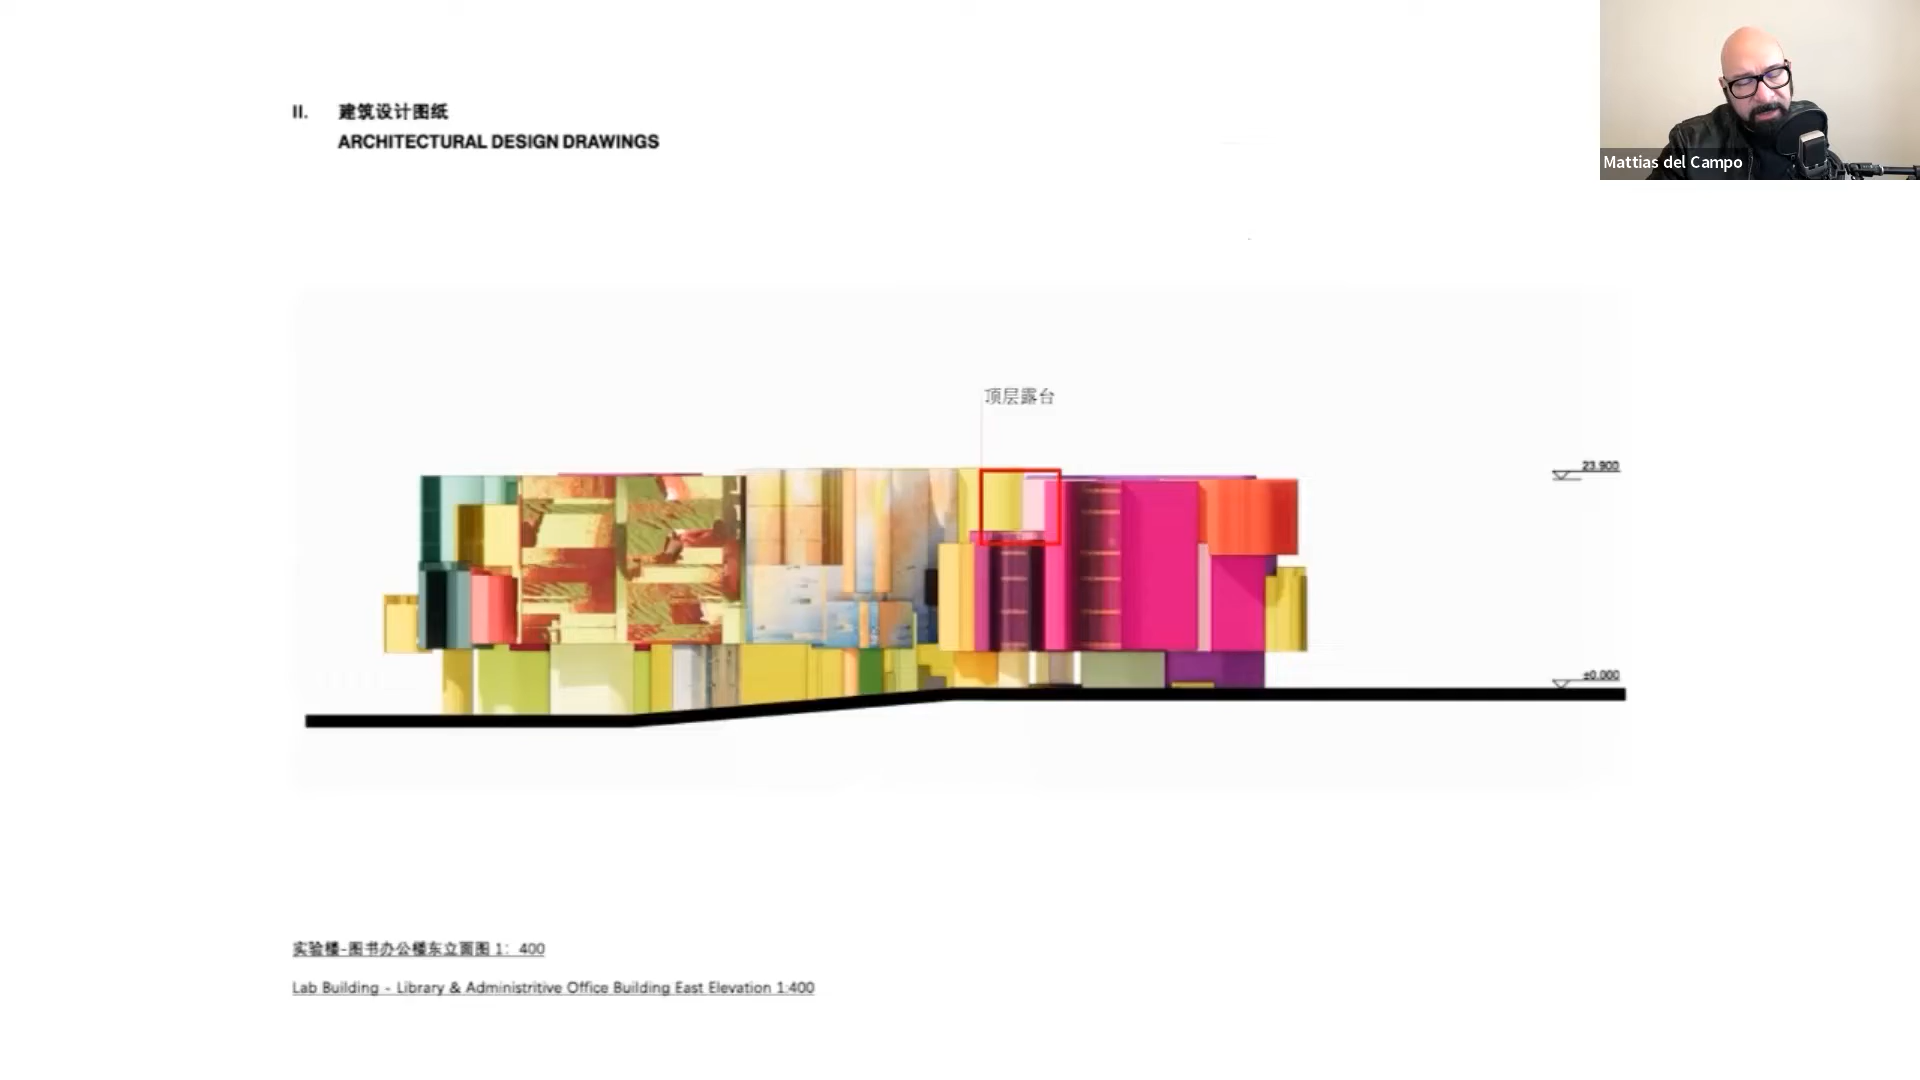 II. 建筑设计图纸
ARCHITECTURAL DESIGN DRAWINGS
Mattias del Campo
顶层露台
23.900
±0.000
实验楼-图书办公楼东立面图 1：400
Lab Building - Library & Administritive Office Building East Elevation 1:400